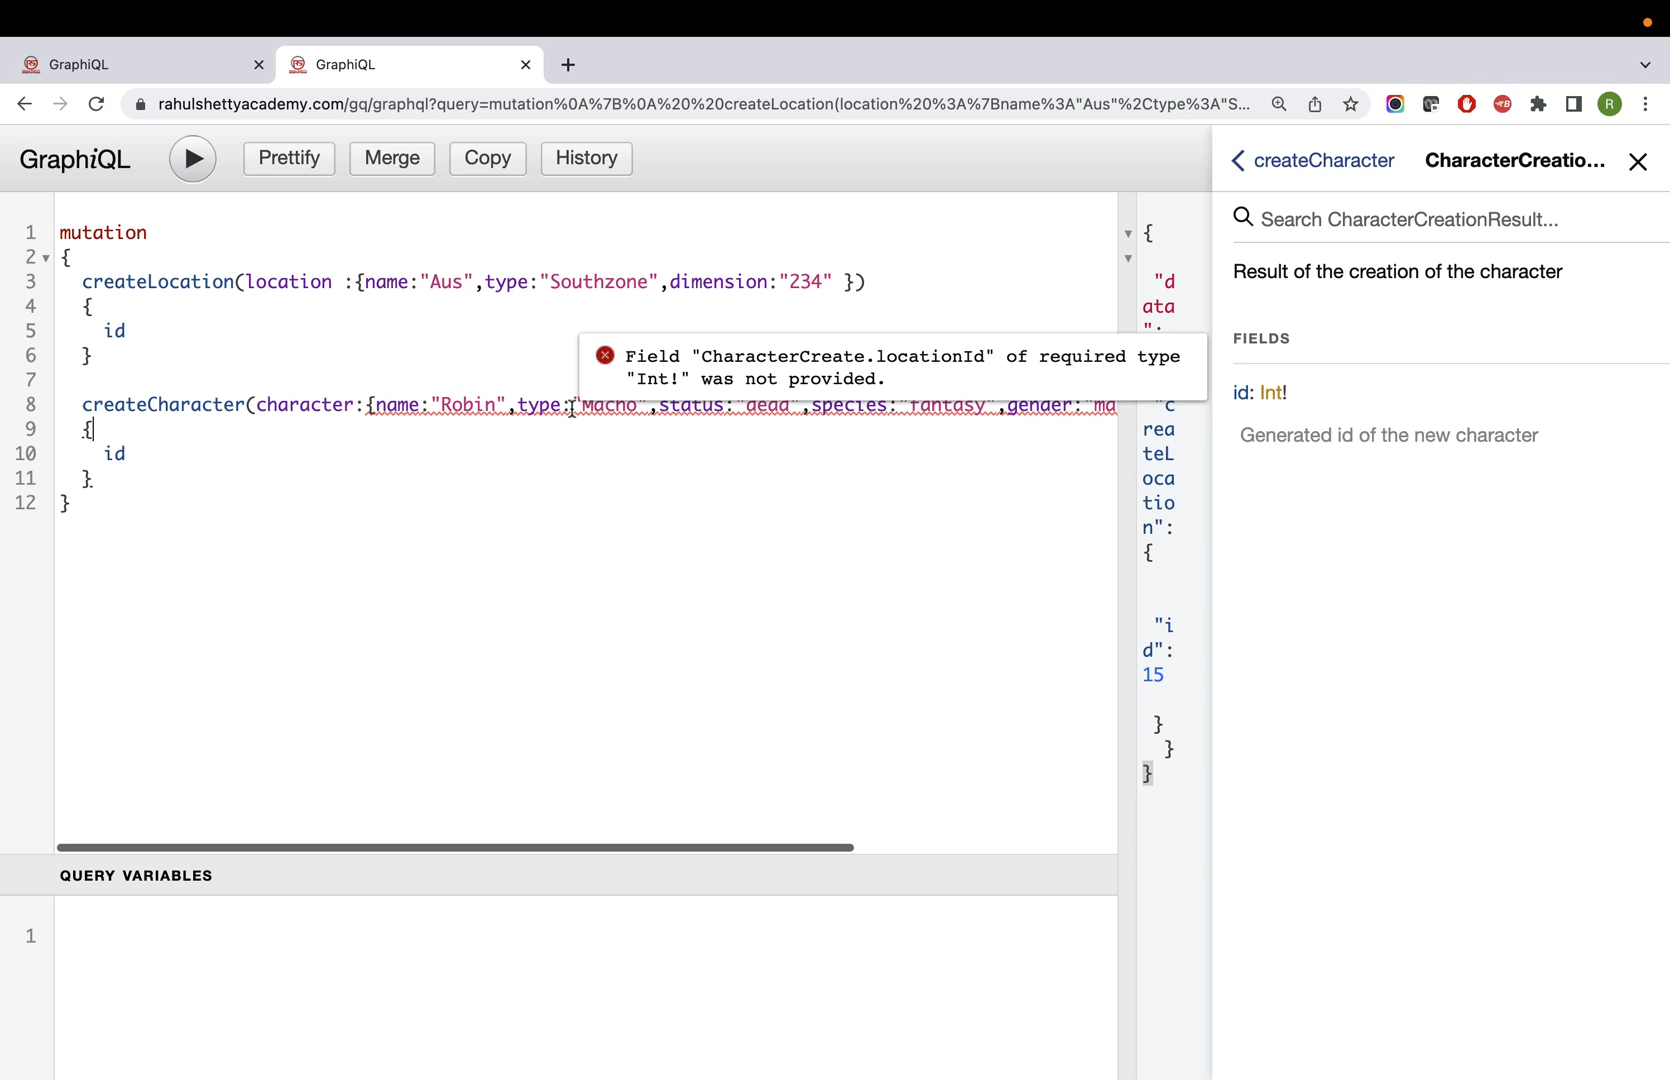 GraphiQL
GraphiQL
rahulshettyacademy.com/gq/graphql?query=mutation%0A%7B%0A%20%20createLocation(location%20%3A%7Bname%3A"Aus"%2Ctype%3A"S...
R
GraphiQL
Prettify
Merge
Copy
History
createCharacter
CharacterCreatio...
Search CharacterCreationResult...
Result of the creation of the character
FIELDS
id: Int!
Generated id of the new character
1 mutation
2 {
3 createLocation(location :{name:"Aus",type:"Southzone",dimension:"234" })
4 {
5 id
6 }
7
8 createCharacter(character:{name:"Robin",type:"Macho",status:"dead",species:"fantasy",gender:"ma
9 {
10 id
11 }
12 }
Field "CharacterCreate.locationId" of required type
"Int!" was not provided.
{
"d
ata
":
"c
rea
teL
oca
tio
n":
{
"i
d":
15
}
}
}
QUERY VARIABLES
1